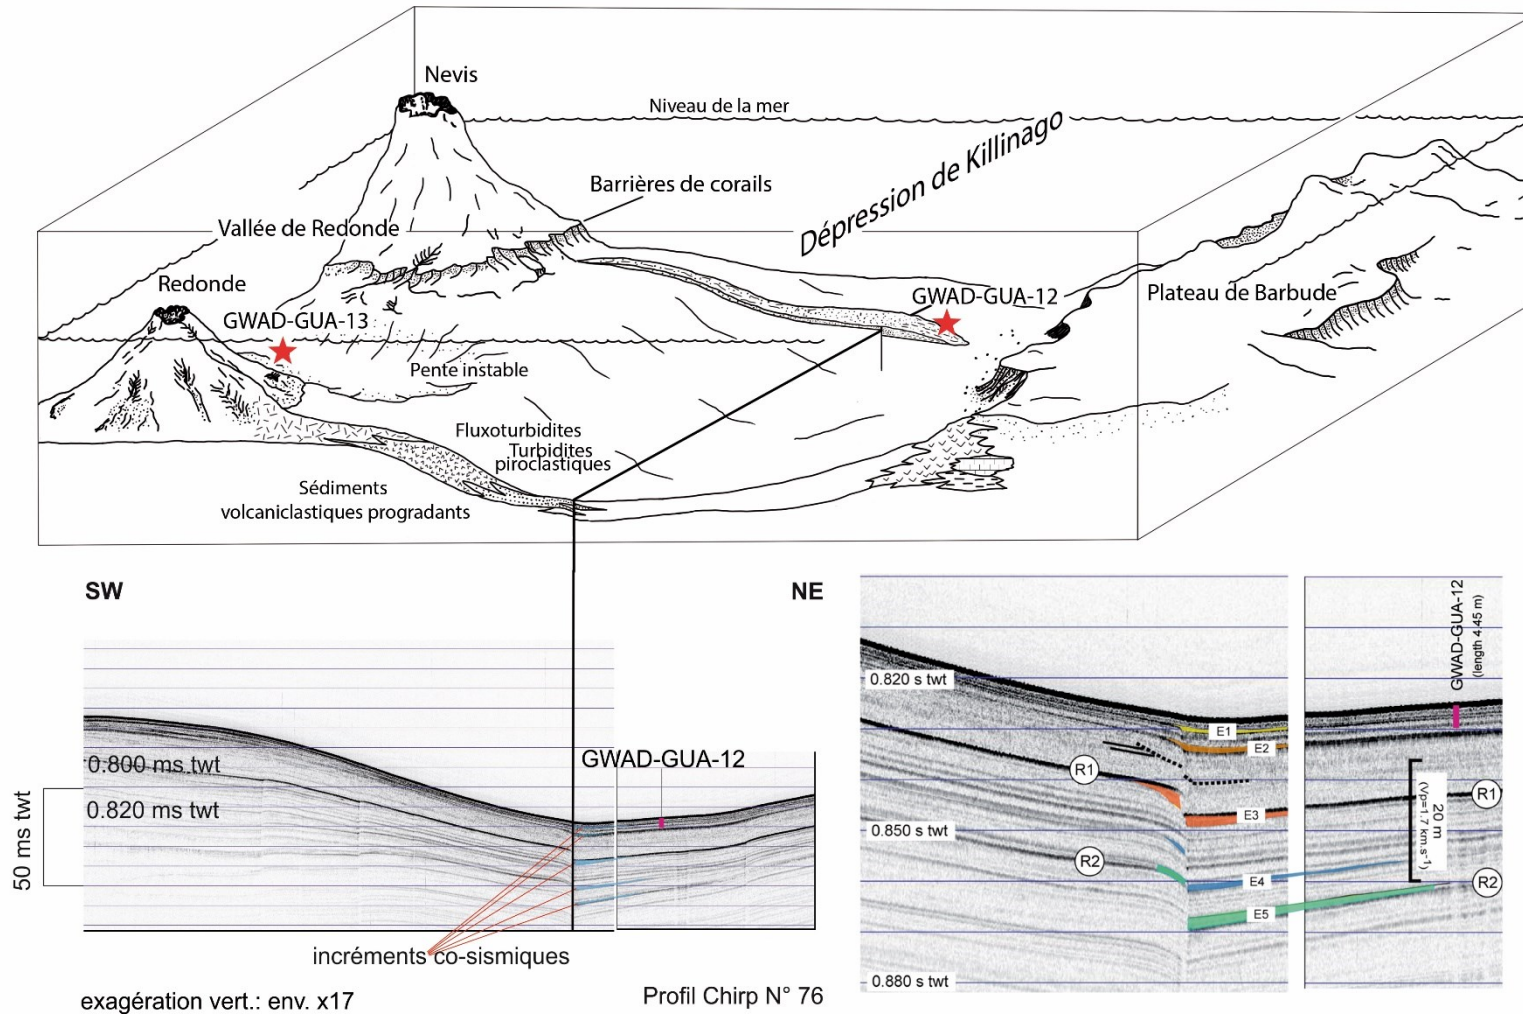 Nevis
Niveau de la mer
Dépression de Killinago
Barrières de corails
Vallée de Redonde
Redonde
GWAD-GUA-13
GWAD-GUA-12
Plateau de Barbude
Pente instable
Fluxoturbidites
Turbidites
piroclastiques
Sédiments
volcaniclastiques progradants
SW
NE
0.800 ms twt
0.820 ms twt
50 ms twt
GWAD-GUA-12
incréments co-sismiques
exagération vert.: env. x17
Profil Chirp N° 76
GWAD-GUA-12
(length 4.45 m)
0.820 s twt
E1
E2
R1
E3
R1
20 m
(Vp=1.7 km.s-1)
0.850 s twt
R2
E4
R2
E5
0.880 s twt